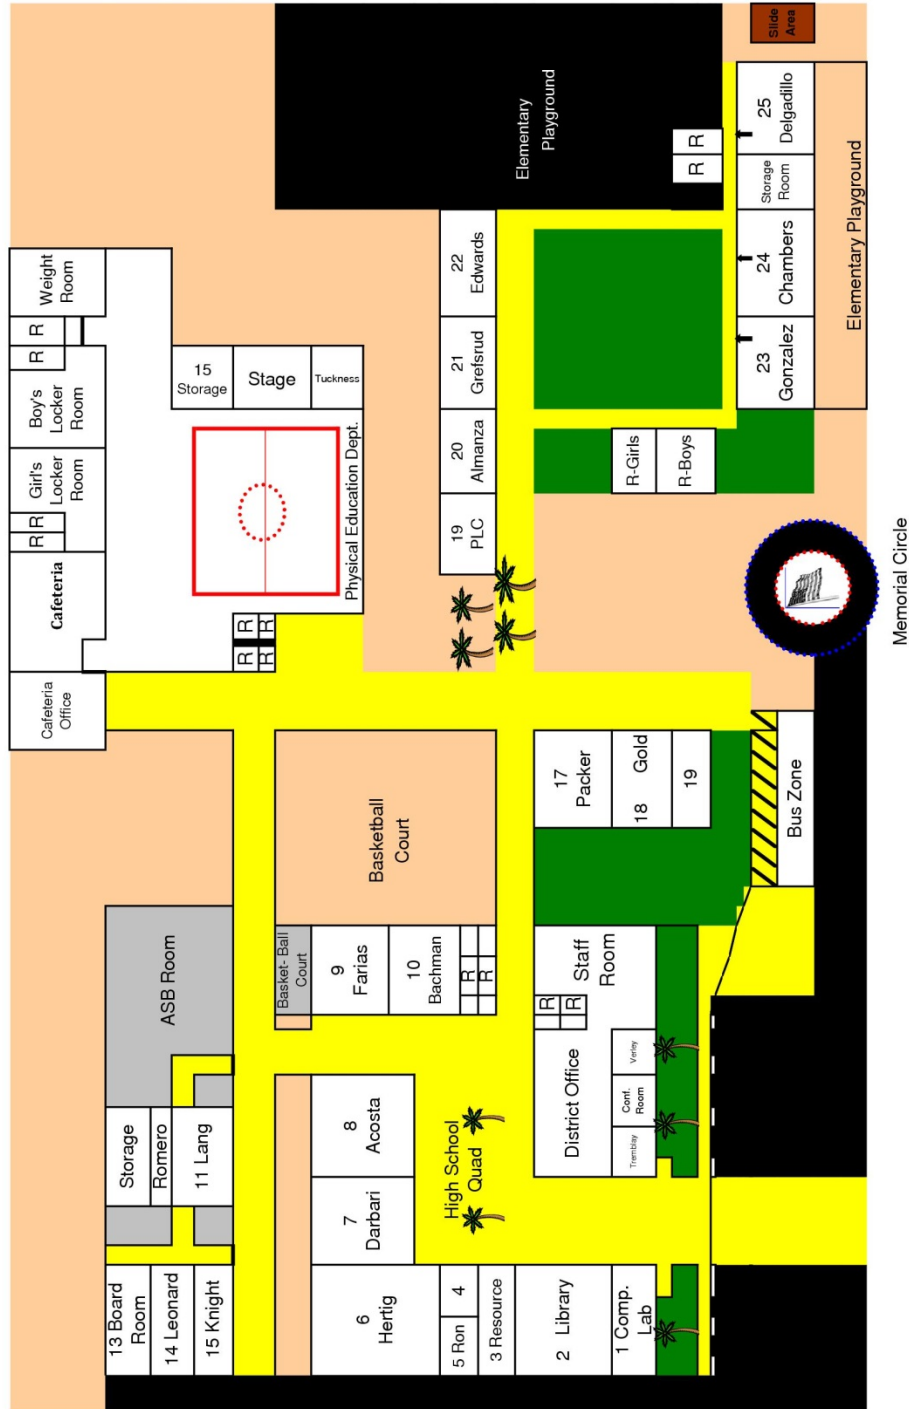 13 Board
Room
14 Leonard
15 Knight
Storage
Romero
11 Lang
ASB Room
Cafeteria
Office
Cafeteria
R
R
Girl's
Locker
Room
Boy's
Locker
Room
R
R
Weight
Room
R
R
R
R
15
Storage
Stage
Tuckness
Physical Education Dept.
6
Hertig
5 Ron
4
3 Resource
2 Library
1 Comp.
Lab
7
Darbari
8
Acosta
High School
Quad
Basket- Ball
Court
9
Farias
10
Bachman
R
R
Basketball
Court
19
PLC
20
Almanza
21
Grefsrud
22
Edwards
Elementary
Playground
R
R
District Office
Tremblay
Conf.
Room
Verley
R
R
Staff
Room
17
Packer
18 Gold
19
Bus Zone
R-Girls
R-Boys
23
Gonzalez
24
Chambers
Storage
Room
25
Delgadillo
Slide
Area
Elementary Playground
Memorial Circle